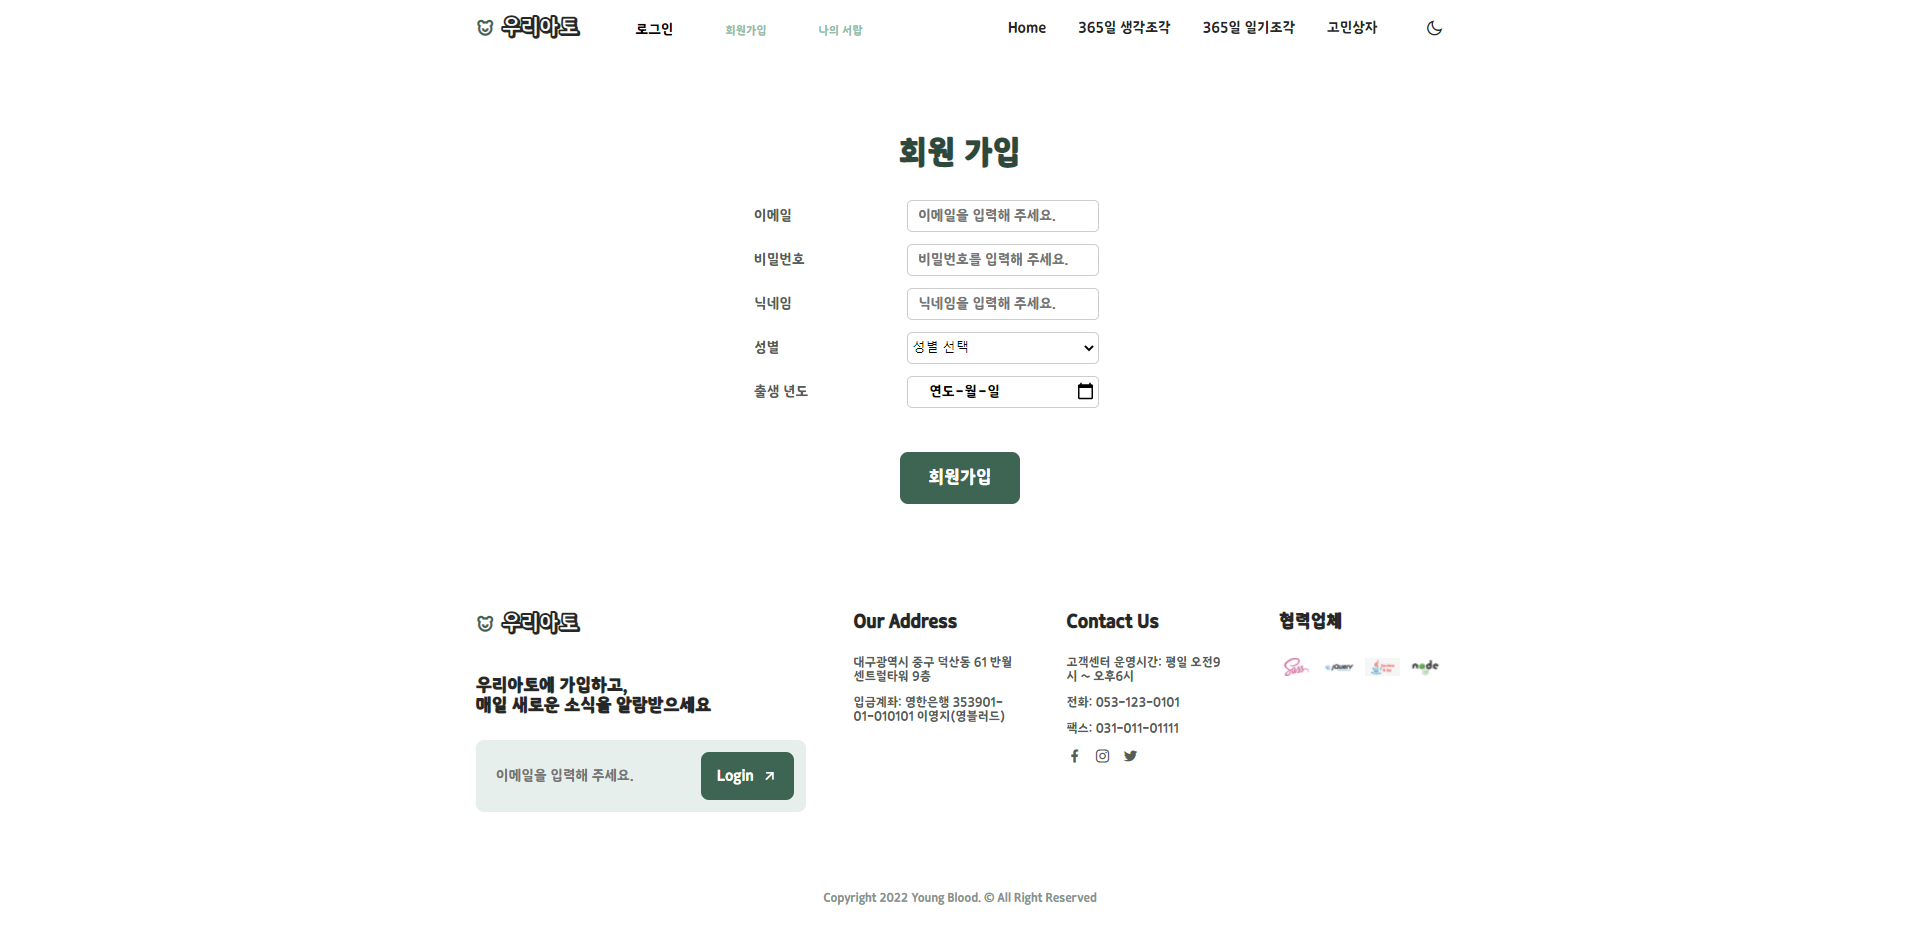 우리아토 로그인 회원가입 나의 서랍 Home 365일 생각조각 365일 일기조각 고민상자
회원 가입
이메일 이메일을 입력해 주세요.
비밀번호 비밀번호를 입력해 주세요.
닉네임 닉네임을 입력해 주세요.
성별 성별 선택
출생 년도 연도-월-일
회원가입
우리아토
우리아토에 가입하고,
매일 새로운 소식을 알람받으세요
이메일을 입력해 주세요. Login
Our Address
대구광역시 중구 덕산동 61 반월
센트럴타워 9층
입금계좌: 영한은행 353901-
01-010101 이영지(영블러드)
Contact Us
고객센터 운영시간: 평일 오전9
시 ~ 오후6시
전화: 053-123-0101
팩스: 031-011-01111
협력업체
Sass jQuery node
Copyright 2022 Young Blood. © All Right Reserved